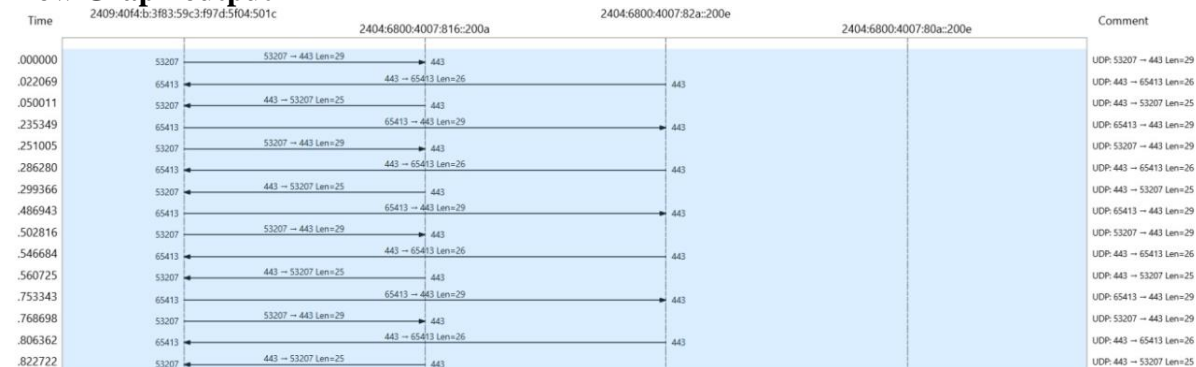 Time 2409:40f4:b:3f83:59c3:f97d:5f04:501c 2404:6800:4007:82a::200e Comment
2404:6800:4007:816::200a 2404:6800:4007:80a::200e
.000000 53207 53207 → 443 Len=29 443 UDP: 53207 → 443 Len=29
.022069 65413 443 → 65413 Len=26 443 UDP: 443 → 65413 Len=26
.050011 53207 443 → 53207 Len=25 443 UDP: 443 → 53207 Len=25
.235349 65413 65413 → 443 Len=29 443 UDP: 65413 → 443 Len=29
.251005 53207 53207 → 443 Len=29 443 UDP: 53207 → 443 Len=29
.286280 65413 443 → 65413 Len=26 443 UDP: 443 → 65413 Len=26
.299366 53207 443 → 53207 Len=25 443 UDP: 443 → 53207 Len=25
.486943 65413 65413 → 443 Len=29 443 UDP: 65413 → 443 Len=29
.502816 53207 53207 → 443 Len=29 443 UDP: 53207 → 443 Len=29
.546684 65413 443 → 65413 Len=26 443 UDP: 443 → 65413 Len=26
.560725 53207 443 → 53207 Len=25 443 UDP: 443 → 53207 Len=25
.753343 65413 65413 → 443 Len=29 443 UDP: 65413 → 443 Len=29
.768698 53207 53207 → 443 Len=29 443 UDP: 53207 → 443 Len=29
.806362 65413 443 → 65413 Len=26 443 UDP: 443 → 65413 Len=26
.822722 53207 443 → 53207 Len=25 443 UDP: 443 → 53207 Len=25